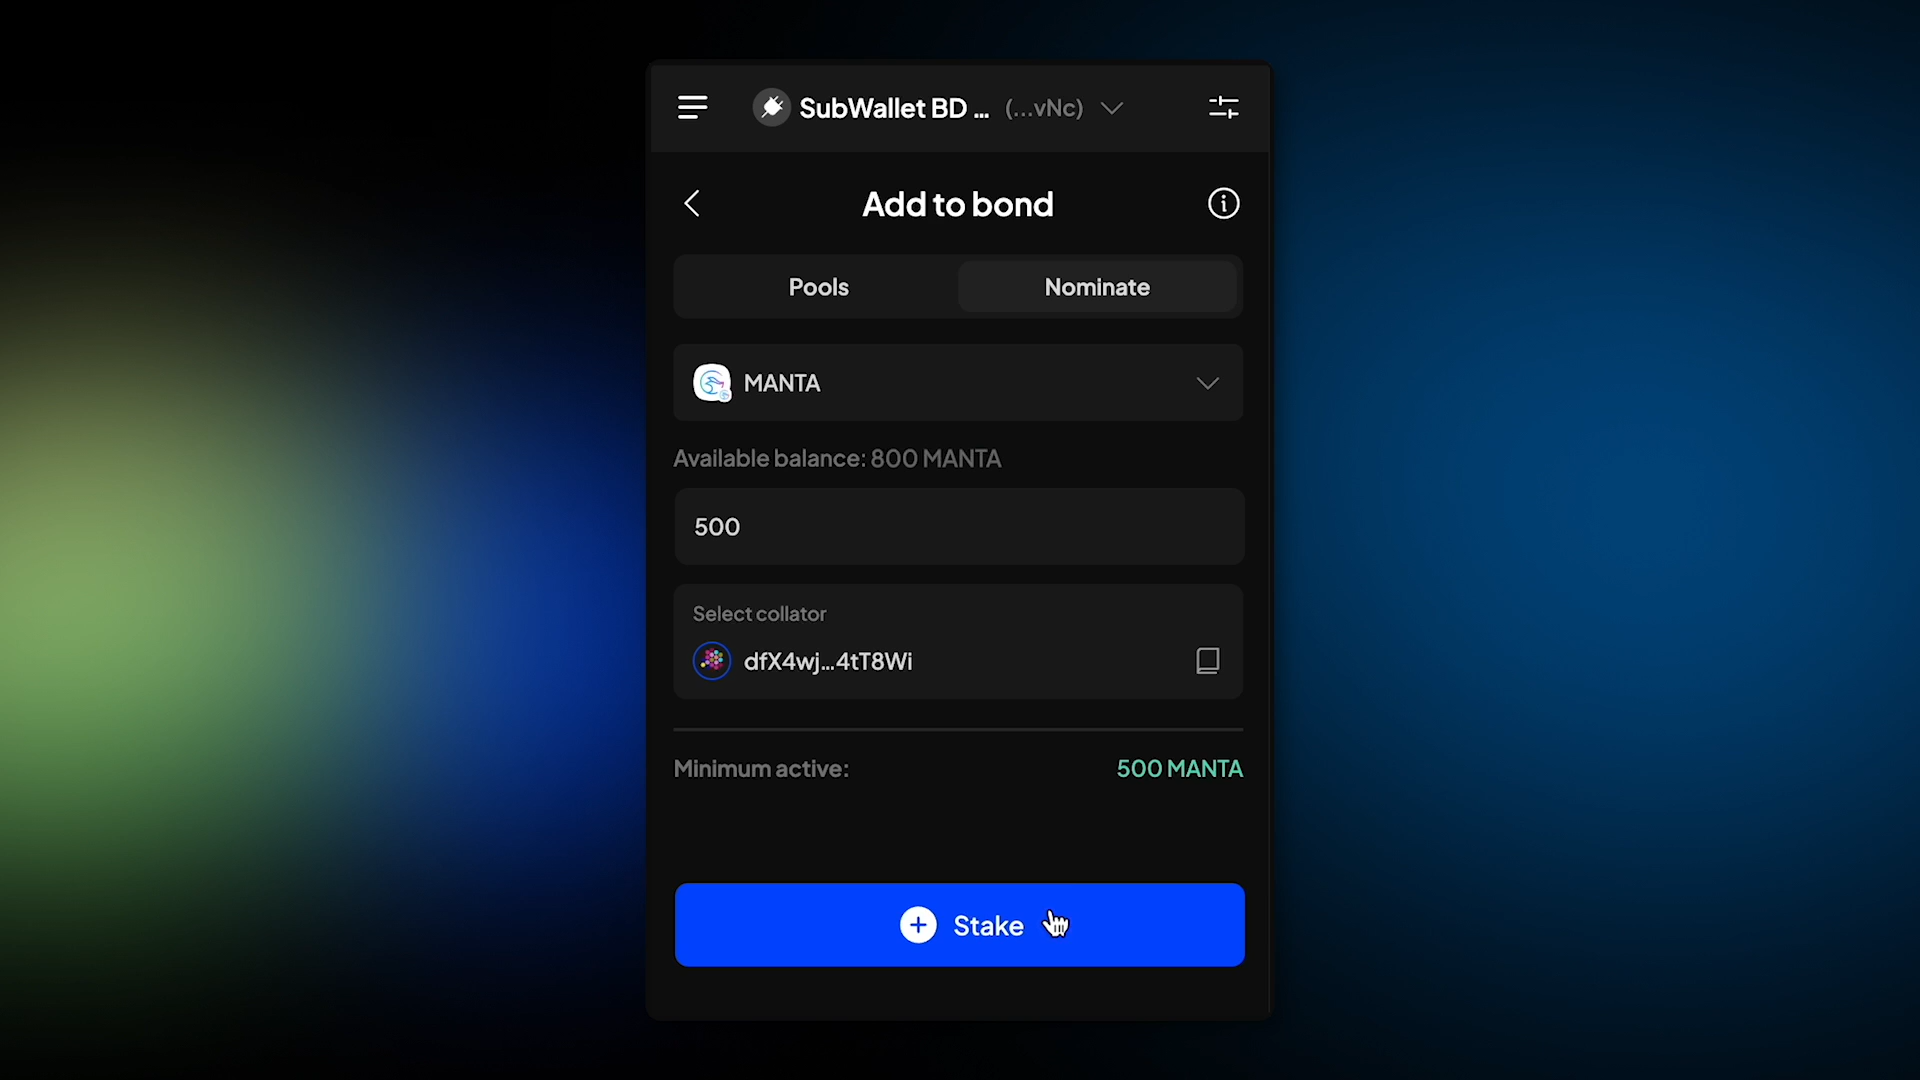 SubWallet BD ... (...vNc)
Add to bond
Pools
Nominate
MANTA
Available balance: 800 MANTA
500
Select collator
dfX4wj...4tT8Wi
Minimum active:
500 MANTA
Stake